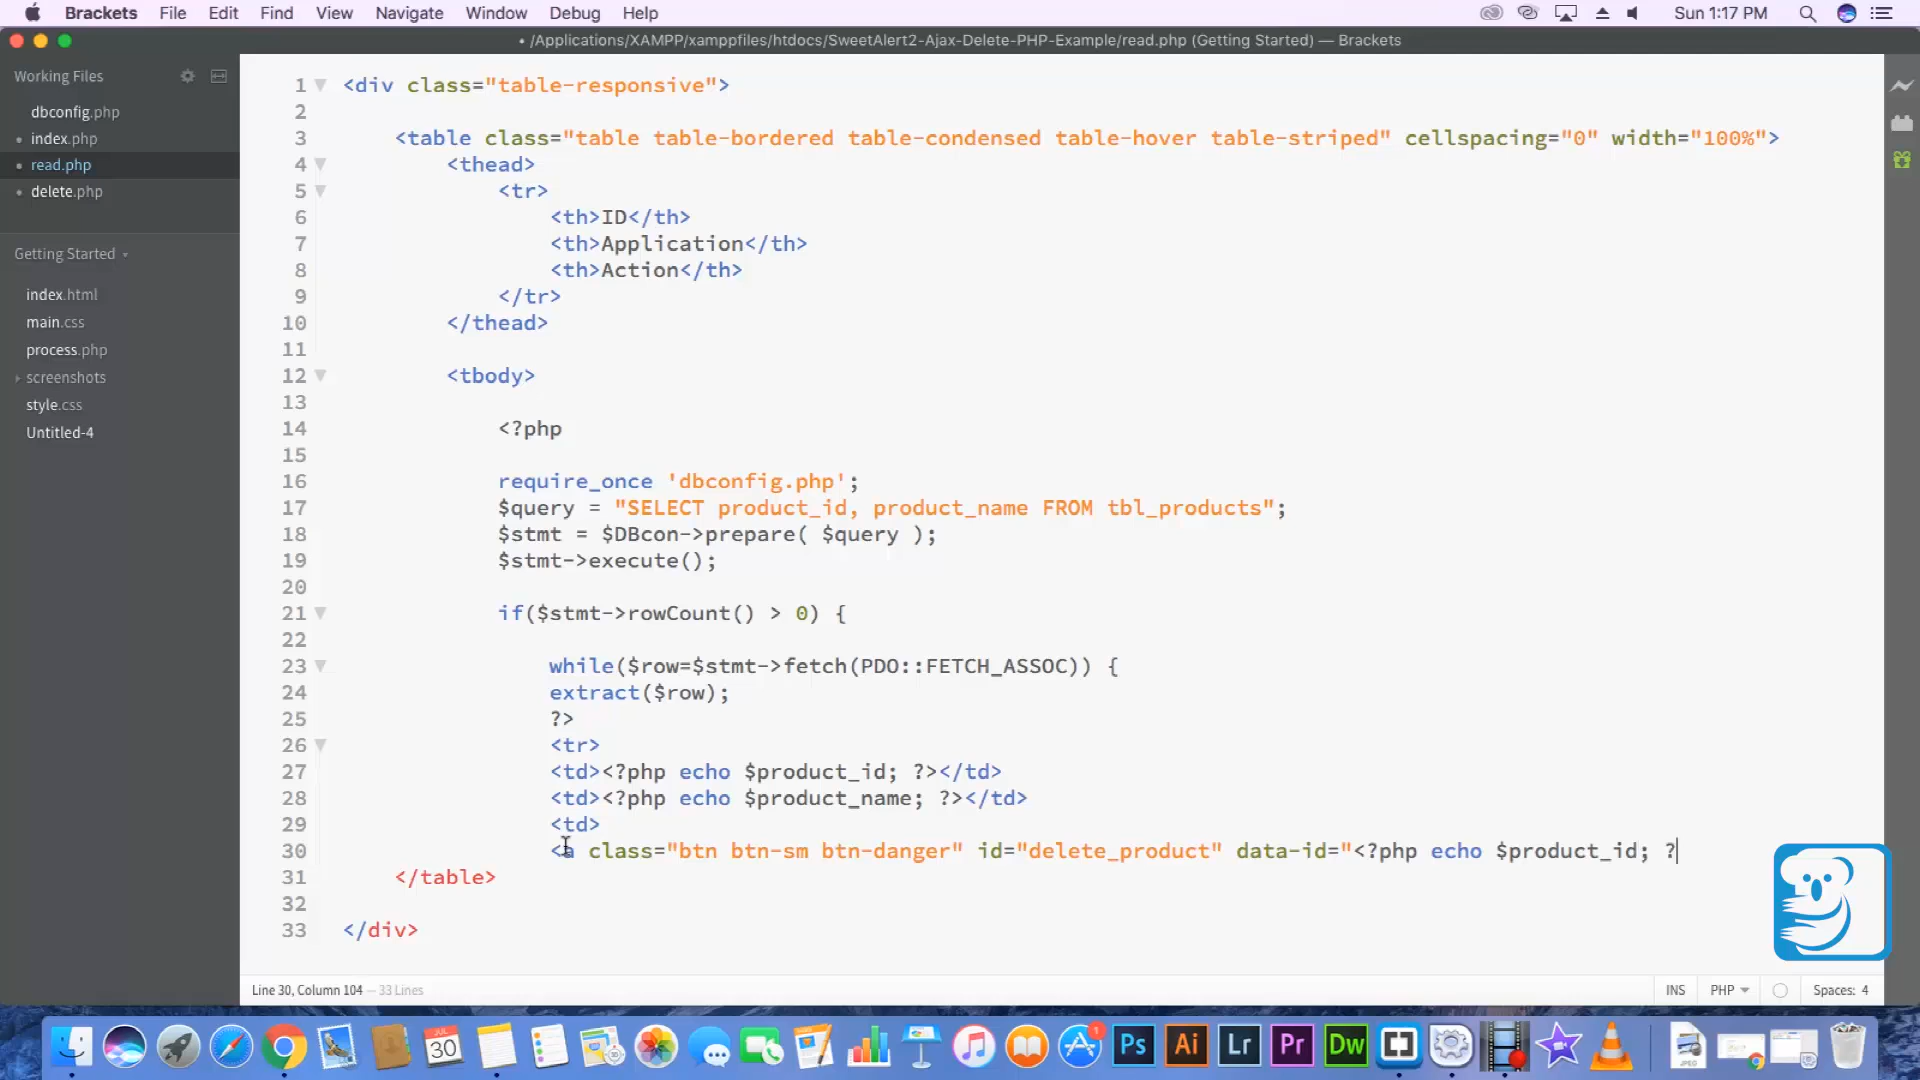 Brackets File Edit Find View Navigate Window Debug Help Sun 1:17 PM
• /Applications/XAMPP/xamppfiles/htdocs/SweetAlert2-Ajax-Delete-PHP-Example/read.php (Getting Started) — Brackets
Working Files
dbconfig.php
• index.php
• read.php
• delete.php
Getting Started
index.html
main.css
process.php
screenshots
style.css
Untitled-4
1 <div class="table-responsive">
2
3 <table class="table table-bordered table-condensed table-hover table-striped" cellspacing="0" width="100%">
4 <thead>
5 <tr>
6 <th>ID</th>
7 <th>Application</th>
8 <th>Action</th>
9 </tr>
10 </thead>
11
12 <tbody>
13
14 <?php
15
16 require_once 'dbconfig.php';
17 $query = "SELECT product_id, product_name FROM tbl_products";
18 $stmt = $DBcon->prepare( $query );
19 $stmt->execute();
20
21 if($stmt->rowCount() > 0) {
22
23 while($row=$stmt->fetch(PDO::FETCH_ASSOC)) {
24 extract($row);
25 ?>
26 <tr>
27 <td><?php echo $product_id; ?></td>
28 <td><?php echo $product_name; ?></td>
29 <td>
30 <a class="btn btn-sm btn-danger" id="delete_product" data-id="<?php echo $product_id; ?
31 </table>
32
33 </div>
Line 30, Column 104 — 33 Lines
INS PHP Spaces: 4
JUL
30
1
Ps Ai Lr Pr Dw
JPEG